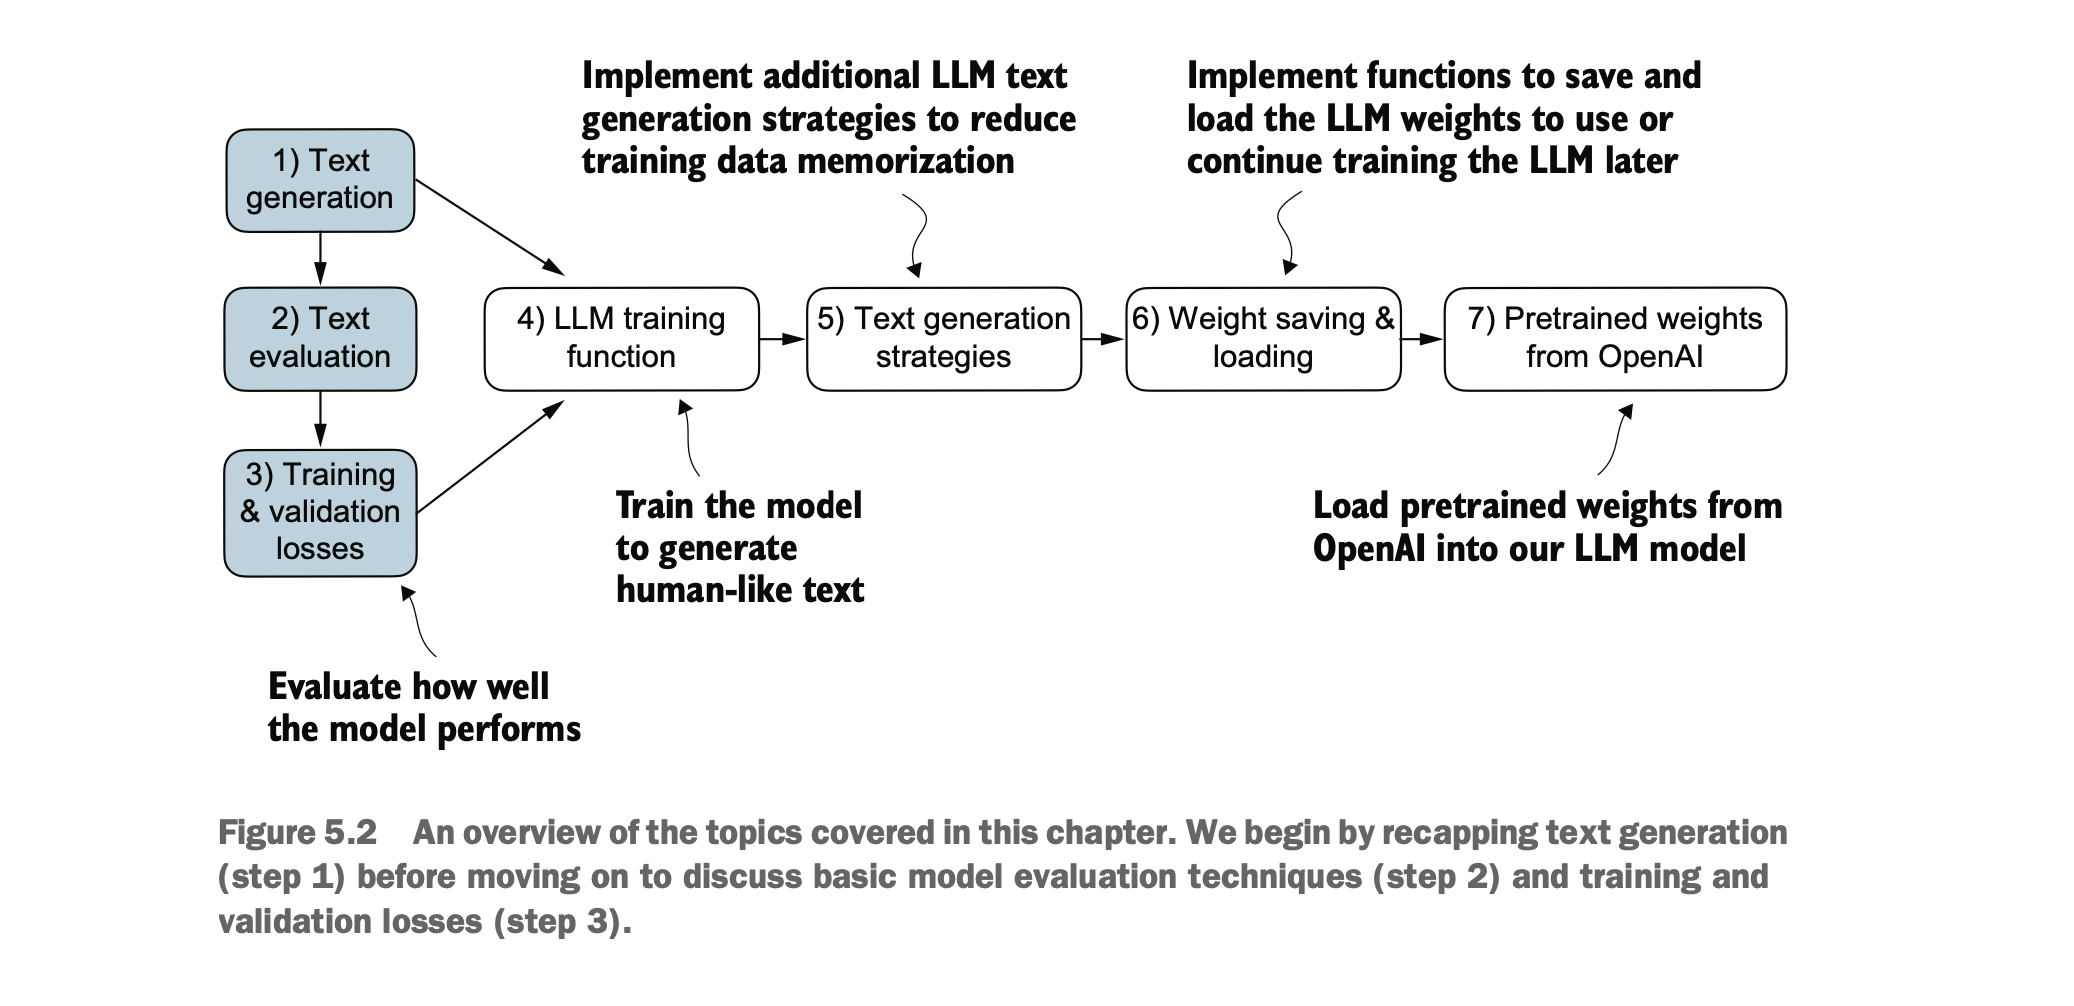 Implement additional LLM text
generation strategies to reduce
training data memorization
Implement functions to save and
load the LLM weights to use or
continue training the LLM later
1) Text
generation
2) Text
evaluation
3) Training
& validation
losses
4) LLM training
function
5) Text generation
strategies
6) Weight saving &
loading
7) Pretrained weights
from OpenAI
Train the model
to generate
human-like text
Load pretrained weights from
OpenAI into our LLM model
Evaluate how well
the model performs
Figure 5.2 An overview of the topics covered in this chapter. We begin by recapping text generation
(step 1) before moving on to discuss basic model evaluation techniques (step 2) and training and
validation losses (step 3).